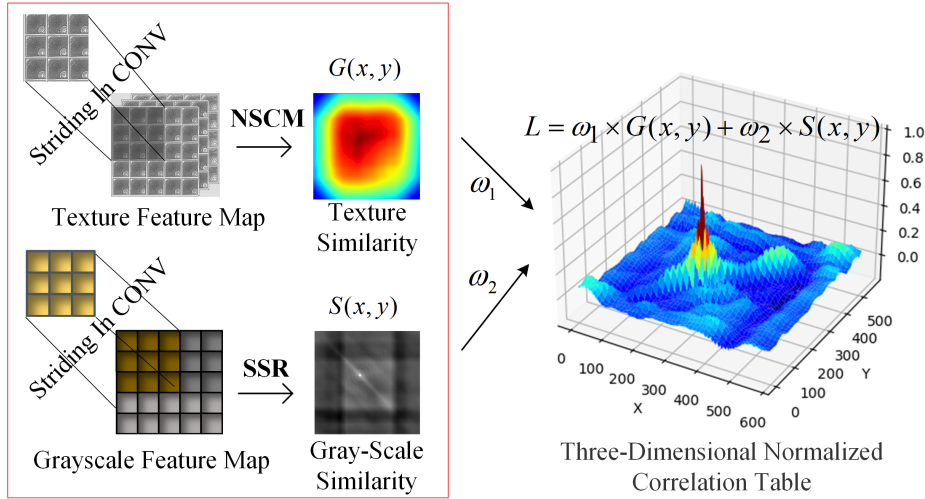 Striding In CONV
NSCM
G(x, y)
Texture Feature Map
Texture
Similarity
ω₁
L = ω₁ × G(x, y) + ω₂ × S(x, y)
1.0
0.8
0.6
0.4
0.2
0.0
Striding In CONV
SSR
S(x, y)
Grayscale Feature Map
Gray-Scale
Similarity
ω₂
0
100
200
300
400
500
600
X
0
100
200
300
400
500
Y
Three-Dimensional Normalized
Correlation Table